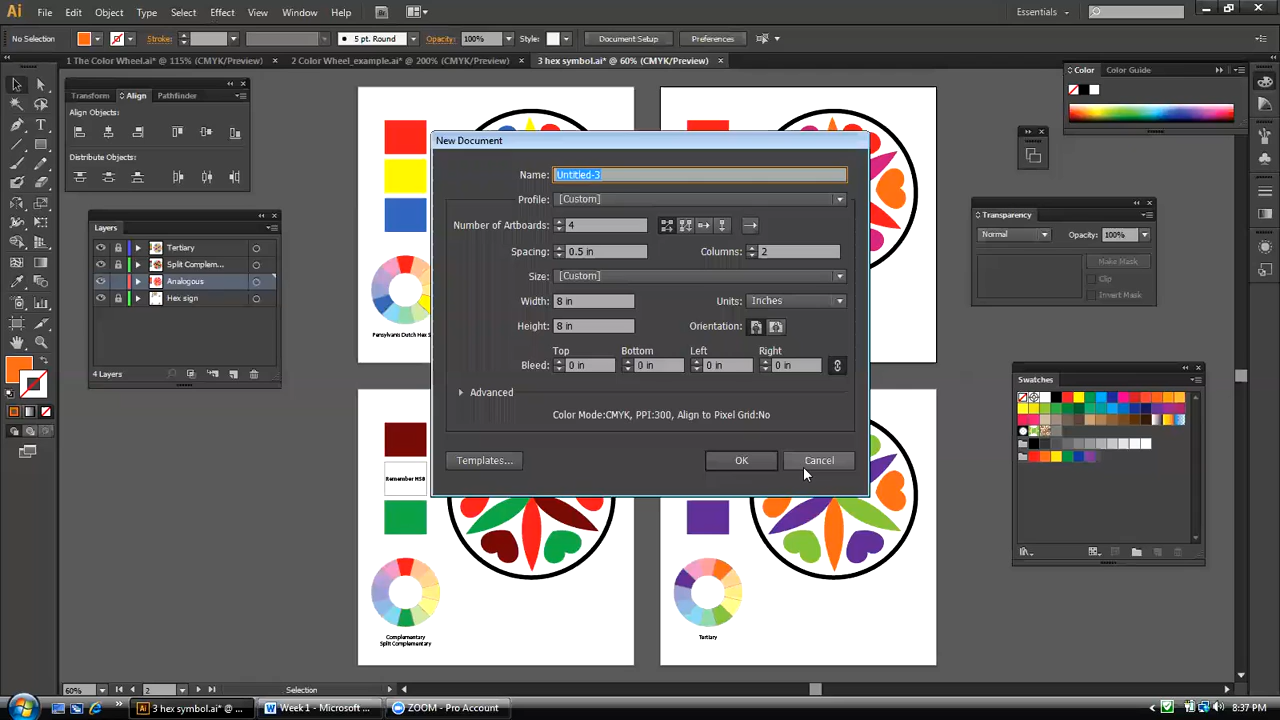 Ai File Edit Object Type Select Effect View Window Help Br Essentials
No Selection Stroke: 5 pt. Round Opacity: 100% Style: Document Setup Preferences
1 The Color Wheel.ai* @ 115% (CMYK/Preview) × 2 Color Wheel_example.ai* @ 200% (CMYK/Preview) × 3 hex symbol.ai* @ 60% (CMYK/Preview) ×
Transform Align Pathfinder
Align Objects:
Distribute Objects:
Layers
Tertiary
Split Complem...
Analogous
Hex sign
4 Layers
New Document
Name: Untitled-3
Profile: [Custom]
Number of Artboards: 4
Spacing: 0.5 in Columns: 2
Size: [Custom]
Width: 8 in Units: Inches
Height: 8 in Orientation:
Top Bottom Left Right
Bleed: 0 in 0 in 0 in 0 in
Advanced
Color Mode:CMYK, PPI:300, Align to Pixel Grid:No
Templates... OK Cancel
Color Color Guide
Transparency
Normal Opacity: 100%
Make Mask
Clip
Invert Mask
Swatches
Remember HSB
Complementary
Split Complementary
Tertiary
60% 2 Selection
3 hex symbol.ai* @ ... Week 1 - Microsoft ... ZOOM - Pro Account 8:37 PM